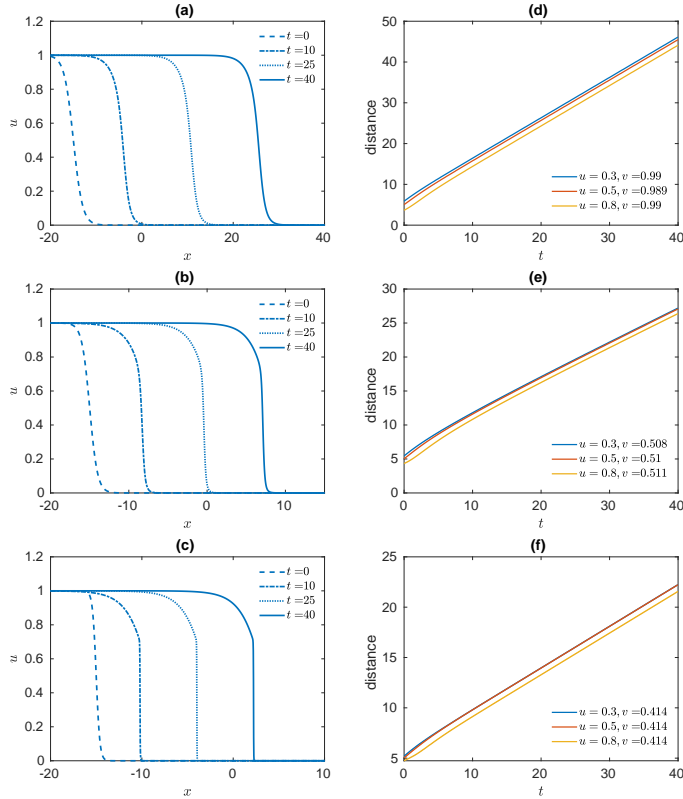 (a)
1.2
1
0.8
0.6
0.4
0.2
0
u
-20
0
20
40
x
t =0
t =10
t =25
t =40
(d)
50
40
30
20
10
0
distance
0
10
20
30
40
t
u = 0.3, v =0.99
u = 0.5, v =0.989
u = 0.8, v =0.99
(b)
1.2
1
0.8
0.6
0.4
0.2
0
u
-20
-10
0
10
x
t =0
t =10
t =25
t =40
(e)
30
25
20
15
10
5
0
distance
0
10
20
30
40
t
u = 0.3, v =0.508
u = 0.5, v =0.51
u = 0.8, v =0.511
(c)
1.2
1
0.8
0.6
0.4
0.2
0
u
-20
-10
0
10
x
t =0
t =10
t =25
t =40
(f)
25
20
15
10
5
distance
0
10
20
30
40
t
u = 0.3, v =0.414
u = 0.5, v =0.414
u = 0.8, v =0.414